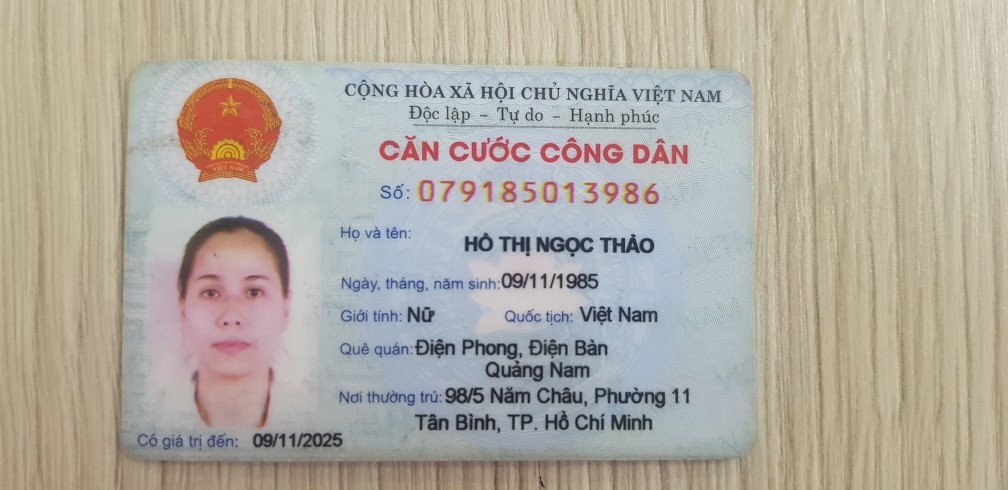 CỘNG HÒA XÃ HỘI CHỦ NGHĨA VIỆT NAM
Độc lập - Tự do - Hạnh phúc
CĂN CƯỚC CÔNG DÂN
Số: 079185013986
Họ và tên: HỒ THỊ NGỌC THẢO
Ngày, tháng, năm sinh: 09/11/1985
Giới tính: Nữ Quốc tịch: Việt Nam
Quê quán: Điện Phong, Điện Bàn
Quảng Nam
Nơi thường trú: 98/5 Năm Châu, Phường 11
Tân Bình, TP. Hồ Chí Minh
Có giá trị đến: 09/11/2025